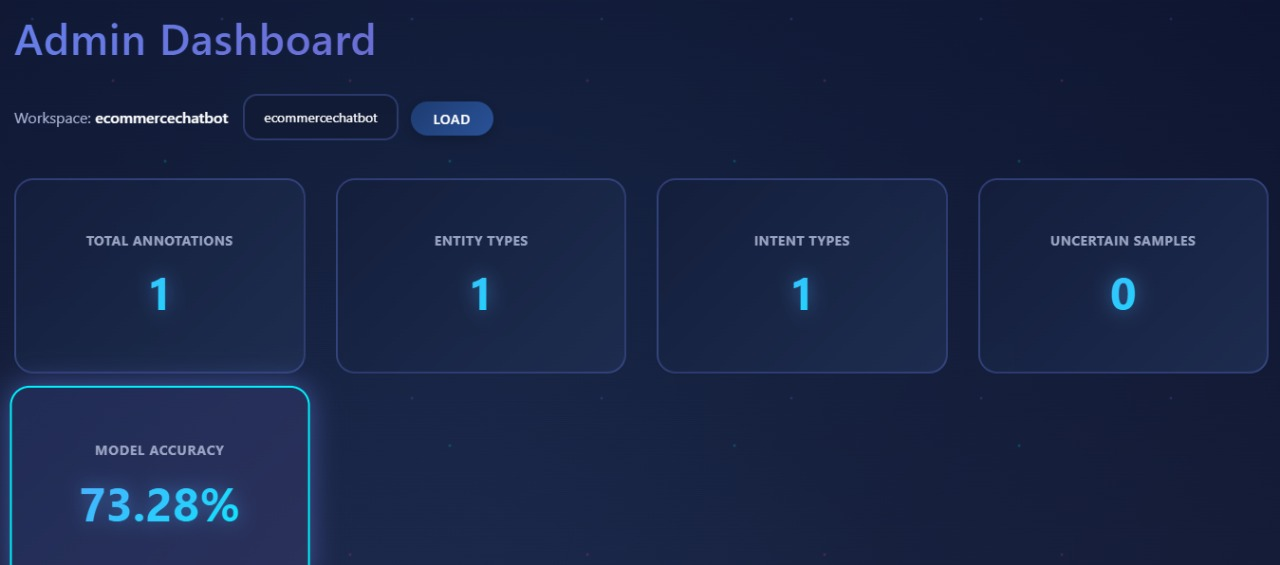 Admin Dashboard
Workspace: ecommercechatbot ecommercechatbot LOAD
TOTAL ANNOTATIONS ENTITY TYPES INTENT TYPES UNCERTAIN SAMPLES
1 1 1 0
MODEL ACCURACY
73.28%